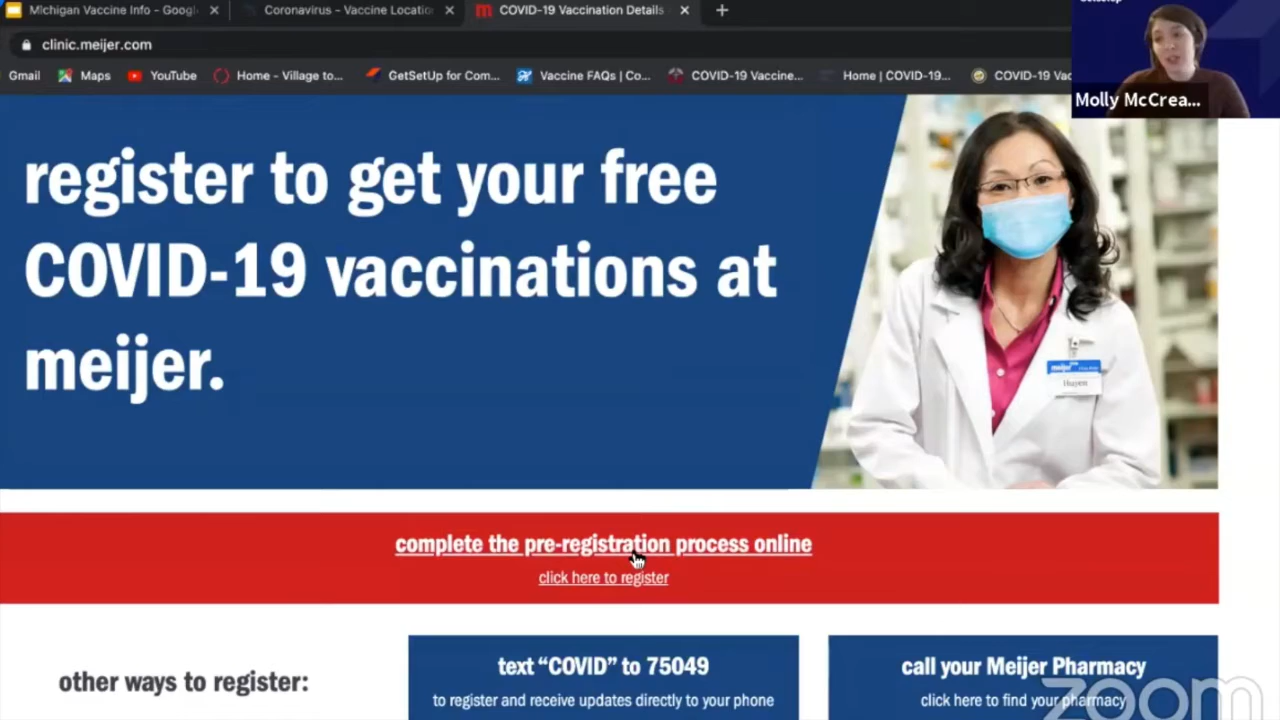 Michigan Vaccine Info - Googl
Coronavirus – Vaccine Locatio
COVID-19 Vaccination Details
clinic.meijer.com
Gmail
Maps
YouTube
Home - Village to...
GetSetUp for Com...
Vaccine FAQs | Co...
COVID-19 Vaccine...
Home | COVID-19...
COVID-19 Vac
Molly McCrea...
register to get your free
COVID-19 vaccinations at
meijer.
meijer
Huyen
complete the pre-registration process online
click here to register
other ways to register:
text “COVID” to 75049
to register and receive updates directly to your phone
call your Meijer Pharmacy
click here to find your pharmacy
zoom